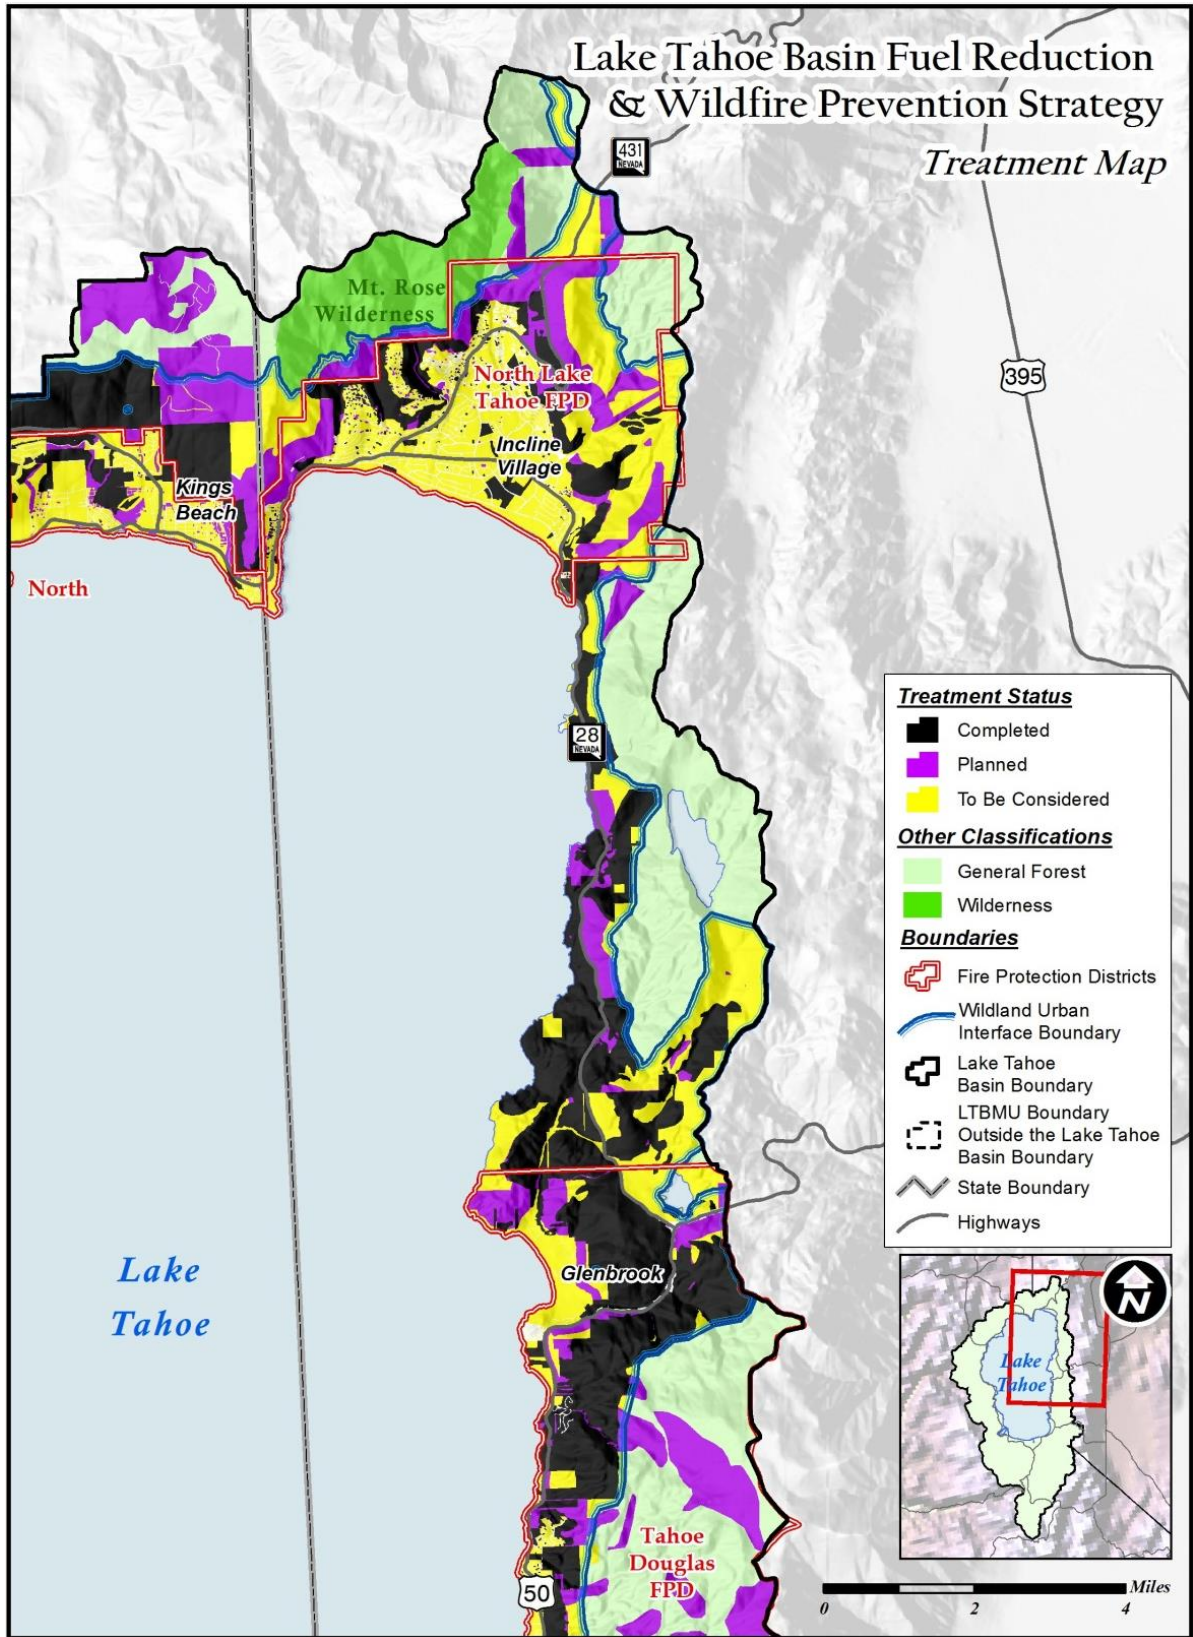 Lake Tahoe Basin Fuel Reduction
& Wildfire Prevention Strategy
Treatment Map
431
NEVADA
Mt. Rose
Wilderness
395
North Lake
Tahoe FPD
Incline
Village
Kings
Beach
North
28
NEVADA
Treatment Status
Completed
Planned
To Be Considered
Other Classifications
General Forest
Wilderness
Boundaries
Fire Protection Districts
Wildland Urban
Interface Boundary
Lake Tahoe
Basin Boundary
LTBMU Boundary
Outside the Lake Tahoe
Basin Boundary
State Boundary
Highways
Lake
Tahoe
Glenbrook
N
Lake
Tahoe
Tahoe
Douglas
FPD
50
Miles
0 2 4